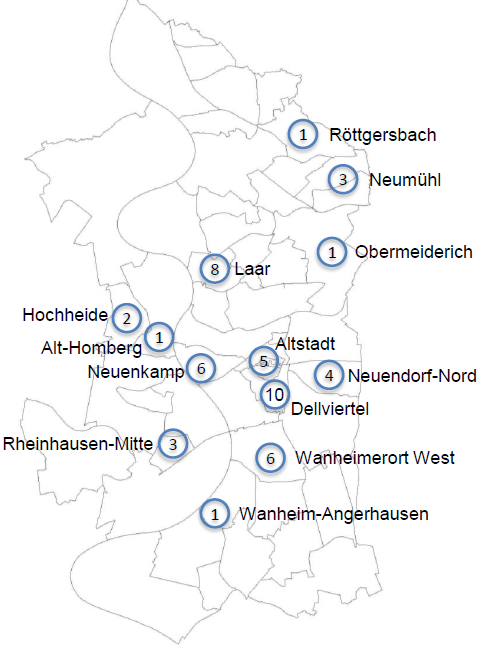 1 Röttgersbach
3 Neumühl
1 Obermeiderich
8 Laar
Hochheide 2
Alt-Homberg 1
Altstadt 5
Neuenkamp 6
4 Neuendorf-Nord
10 Dellviertel
Rheinhausen-Mitte 3
6 Wanheimerort West
1 Wanheim-Angerhausen